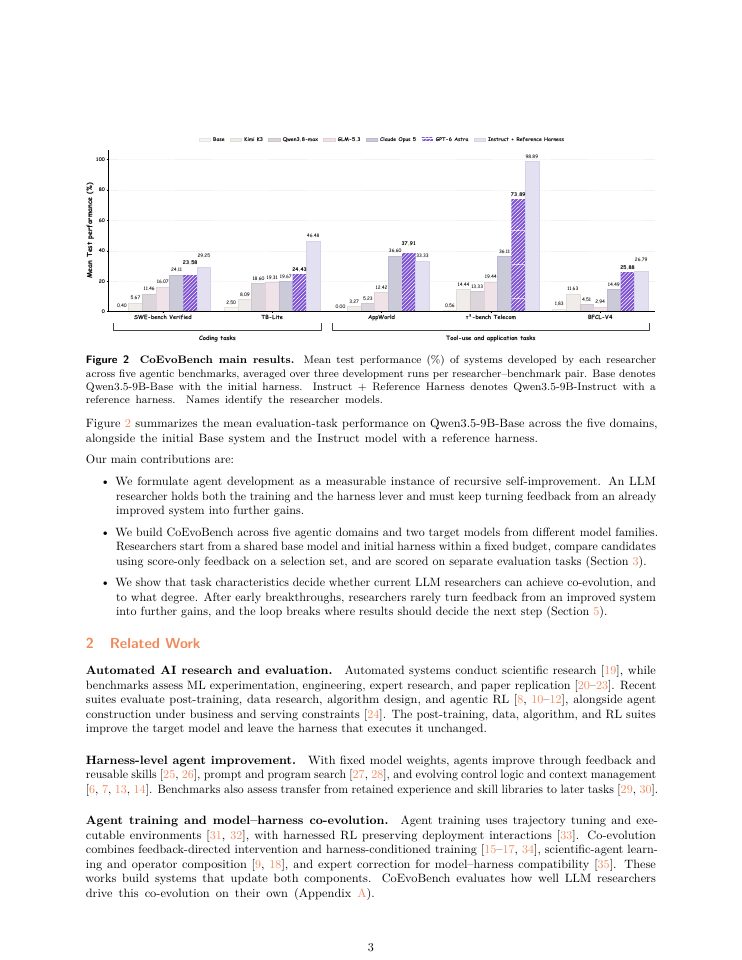 Base Kimi K3 Qwen3.8-max GLM-5.3 Claude Opus 5 GPT-6 Astra Instruct + Reference Harness
Mean Test performance (%)
100
80
60
40
20
0
0.40 5.67 11.46 16.07 24.11 23.58 29.25
2.50 8.09 18.60 19.31 19.67 24.43 46.48
0.00 3.27 5.23 12.42 36.60 37.91 33.33
0.56 14.44 13.33 19.44 36.11 73.89 98.89
1.83 11.63 4.51 2.94 14.49 25.88 26.79
SWE-bench Verified TB-Lite AppWorld τ³-bench Telecom BFCL-V4
Coding tasks Tool-use and application tasks
Figure 2 CoEvoBench main results. Mean test performance (%) of systems developed by each researcher
across five agentic benchmarks, averaged over three development runs per researcher–benchmark pair. Base denotes
Qwen3.5-9B-Base with the initial harness. Instruct + Reference Harness denotes Qwen3.5-9B-Instruct with a
reference harness. Names identify the researcher models.
Figure 2 summarizes the mean evaluation-task performance on Qwen3.5-9B-Base across the five domains,
alongside the initial Base system and the Instruct model with a reference harness.
Our main contributions are:
• We formulate agent development as a measurable instance of recursive self-improvement. An LLM
researcher holds both the training and the harness lever and must keep turning feedback from an already
improved system into further gains.
• We build CoEvoBench across five agentic domains and two target models from different model families.
Researchers start from a shared base model and initial harness within a fixed budget, compare candidates
using score-only feedback on a selection set, and are scored on separate evaluation tasks (Section 3).
• We show that task characteristics decide whether current LLM researchers can achieve co-evolution, and
to what degree. After early breakthroughs, researchers rarely turn feedback from an improved system
into further gains, and the loop breaks where results should decide the next step (Section 5).
2 Related Work
Automated AI research and evaluation. Automated systems conduct scientific research [19], while
benchmarks assess ML experimentation, engineering, expert research, and paper replication [20–23]. Recent
suites evaluate post-training, data research, algorithm design, and agentic RL [8, 10–12], alongside agent
construction under business and serving constraints [24]. The post-training, data, algorithm, and RL suites
improve the target model and leave the harness that executes it unchanged.
Harness-level agent improvement. With fixed model weights, agents improve through feedback and
reusable skills [25, 26], prompt and program search [27, 28], and evolving control logic and context management
[6, 7, 13, 14]. Benchmarks also assess transfer from retained experience and skill libraries to later tasks [29, 30].
Agent training and model–harness co-evolution. Agent training uses trajectory tuning and exe-
cutable environments [31, 32], with harnessed RL preserving deployment interactions [33]. Co-evolution
combines feedback-directed intervention and harness-conditioned training [15–17, 34], scientific-agent learn-
ing and operator composition [9, 18], and expert correction for model–harness compatibility [35]. These
works build systems that update both components. CoEvoBench evaluates how well LLM researchers
drive this co-evolution on their own (Appendix A).
3